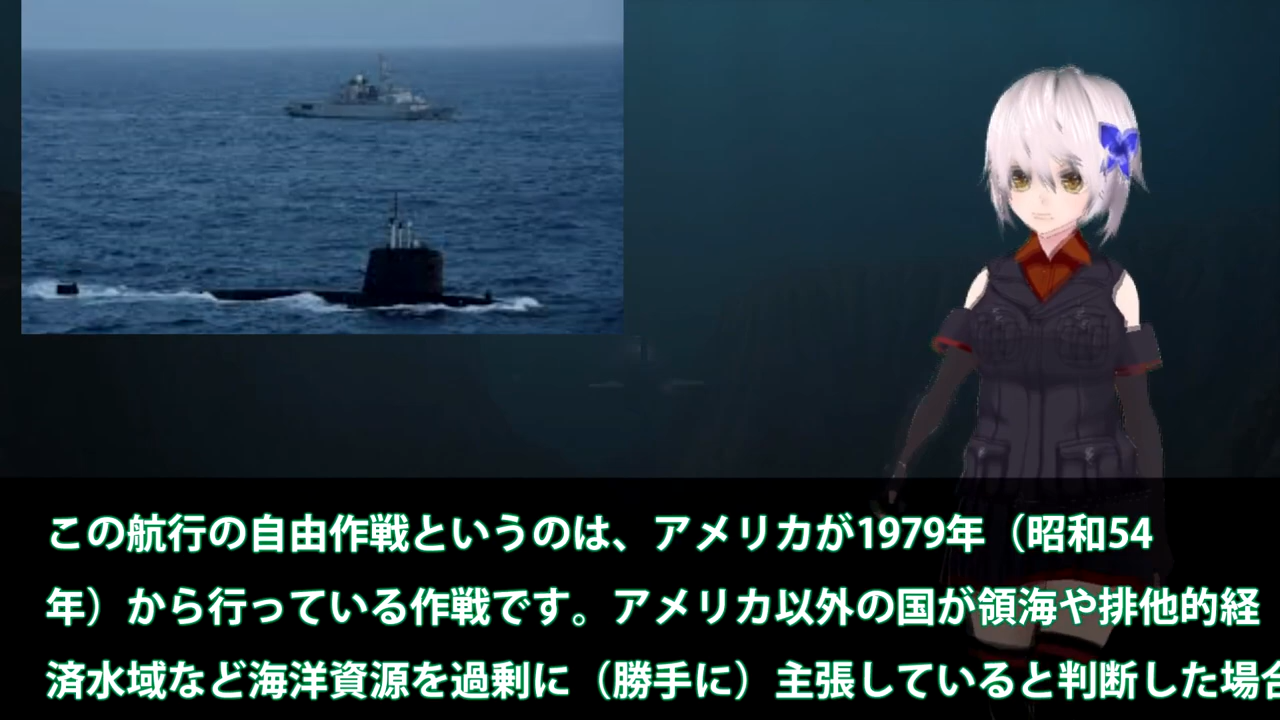 この航行の自由作戦というのは、アメリカが1979年（昭和54
年）から行っている作戦です。アメリカ以外の国が領海や排他的経
済水域など海洋資源を過剰に（勝手に）主張していると判断した場合